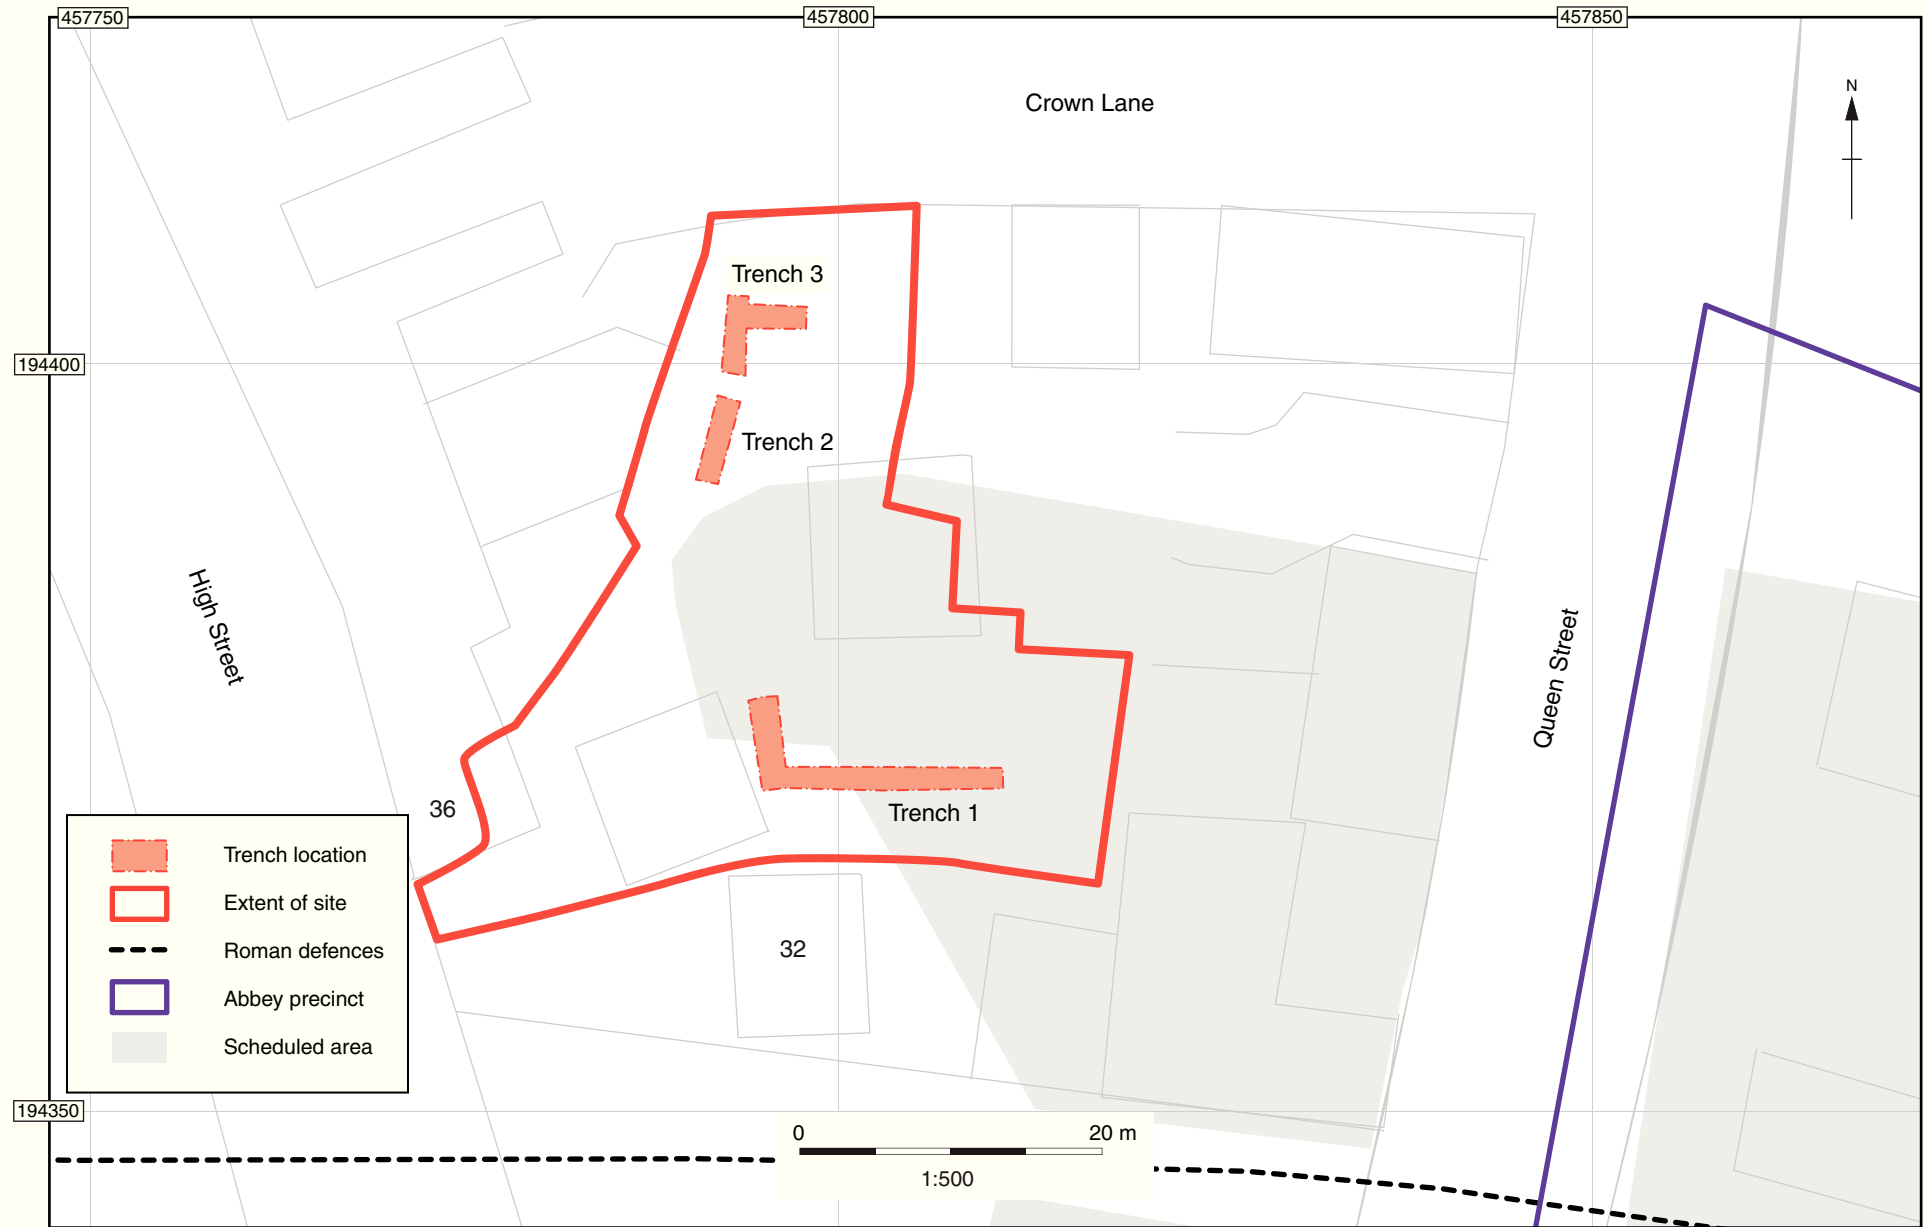 457750
457800
457850
Crown Lane
N
Trench 3
194400
Trench 2
High Street
Queen Street
36
Trench 1
Trench location
Extent of site
Roman defences
Abbey precinct
Scheduled area
32
194350
0 20 m
1:500